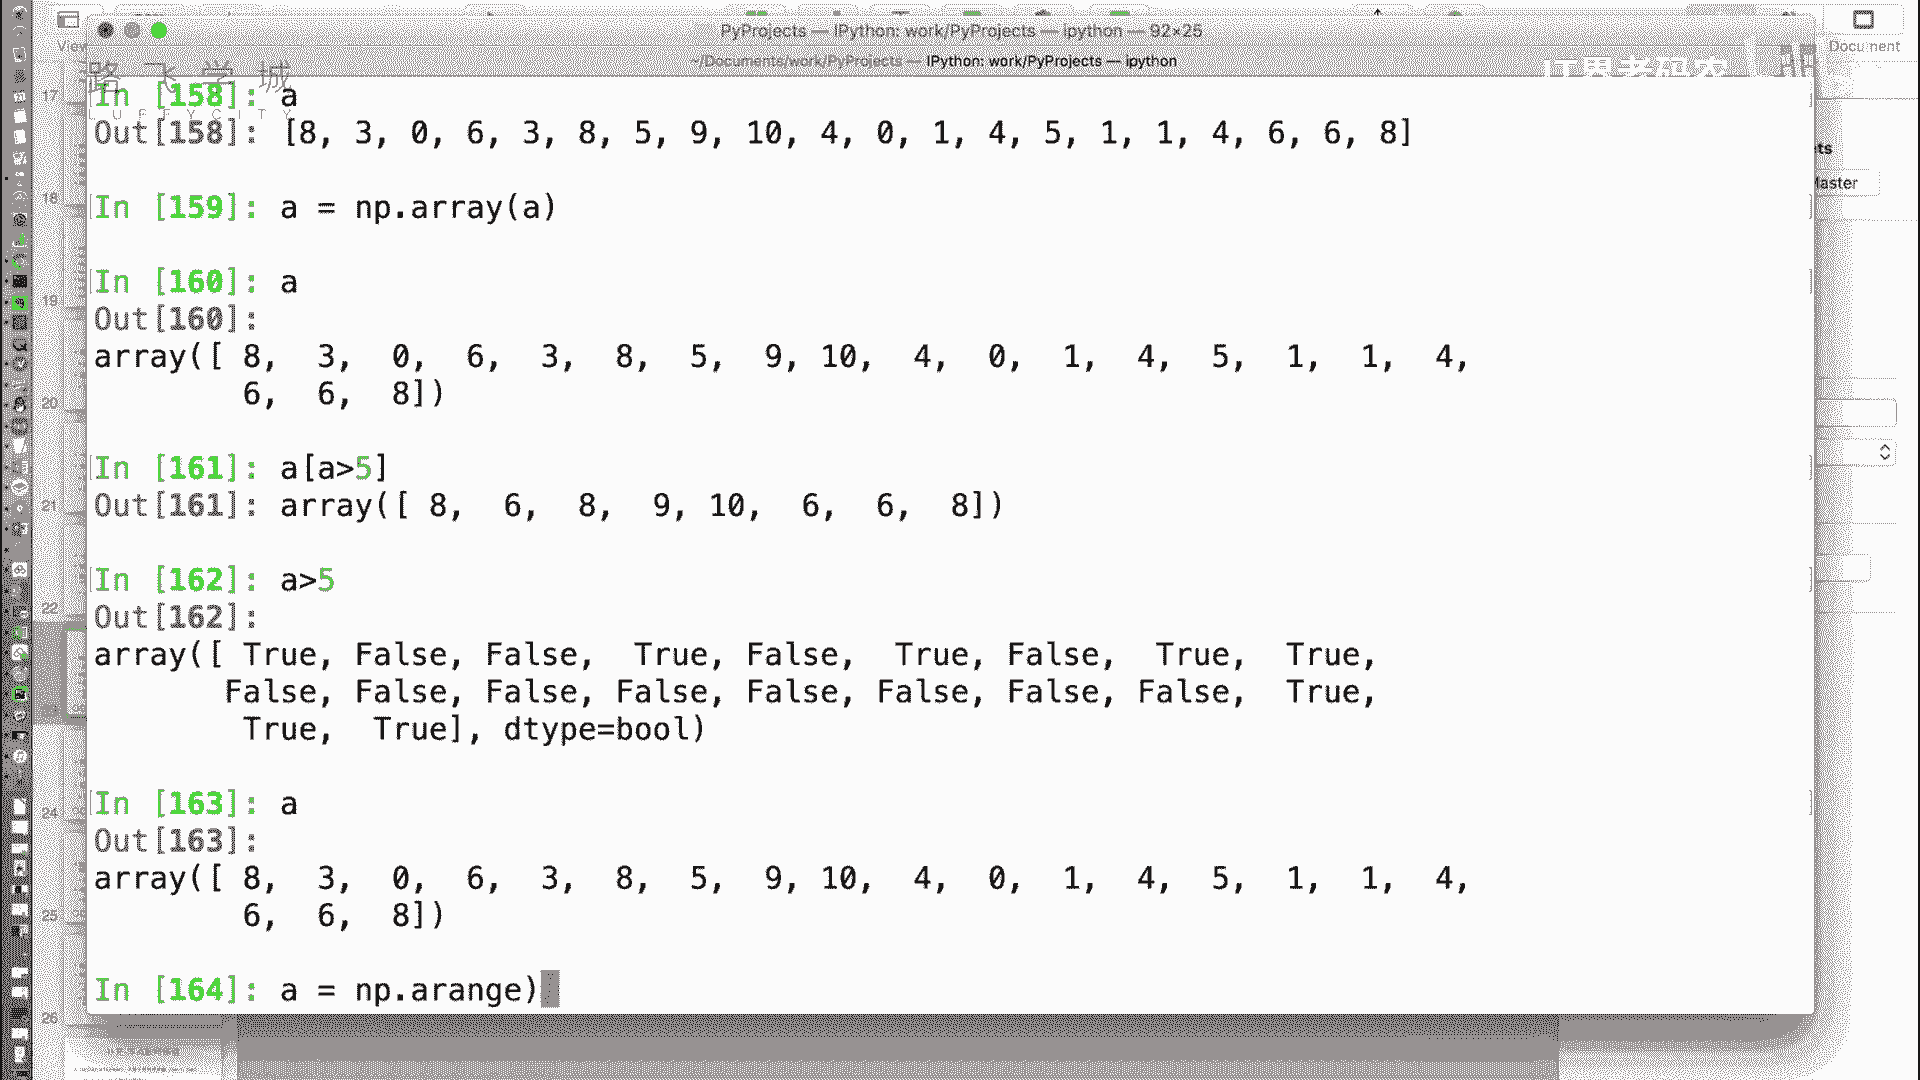 PyProjects — IPython: work/PyProjects — ipython — 92×25
~/Documents/work/PyProjects — IPython: work/PyProjects — ipython
View
Document
路飞学城
LUFFYCITY
IT思考码农
In [158]: a
Out[158]: [8, 3, 0, 6, 3, 8, 5, 9, 10, 4, 0, 1, 4, 5, 1, 1, 4, 6, 6, 8]
Master
In [159]: a = np.array(a)
In [160]: a
Out[160]:
array([ 8,  3,  0,  6,  3,  8,  5,  9, 10,  4,  0,  1,  4,  5,  1,  1,  4,
        6,  6,  8])
In [161]: a[a>5]
Out[161]: array([ 8,  6,  8,  9, 10,  6,  6,  8])
In [162]: a>5
Out[162]:
array([ True, False, False,  True, False,  True, False,  True,  True,
       False, False, False, False, False, False, False, False,  True,
        True,  True], dtype=bool)
In [163]: a
Out[163]:
array([ 8,  3,  0,  6,  3,  8,  5,  9, 10,  4,  0,  1,  4,  5,  1,  1,  4,
        6,  6,  8])
In [164]: a = np.arange)
17
18
19
20
21
22
24
25
26